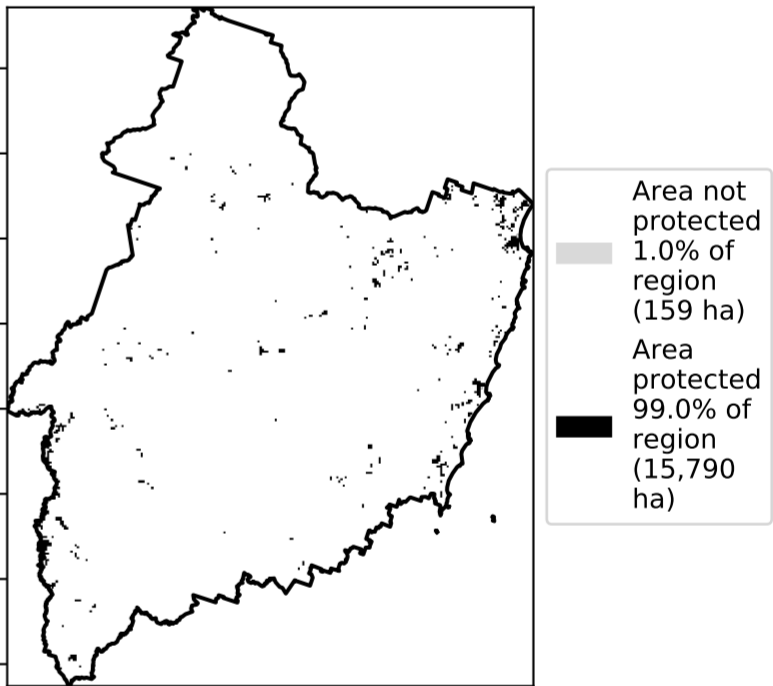 Area not
protected
1.0% of
region
(159 ha)
Area
protected
99.0% of
region
(15,790
ha)